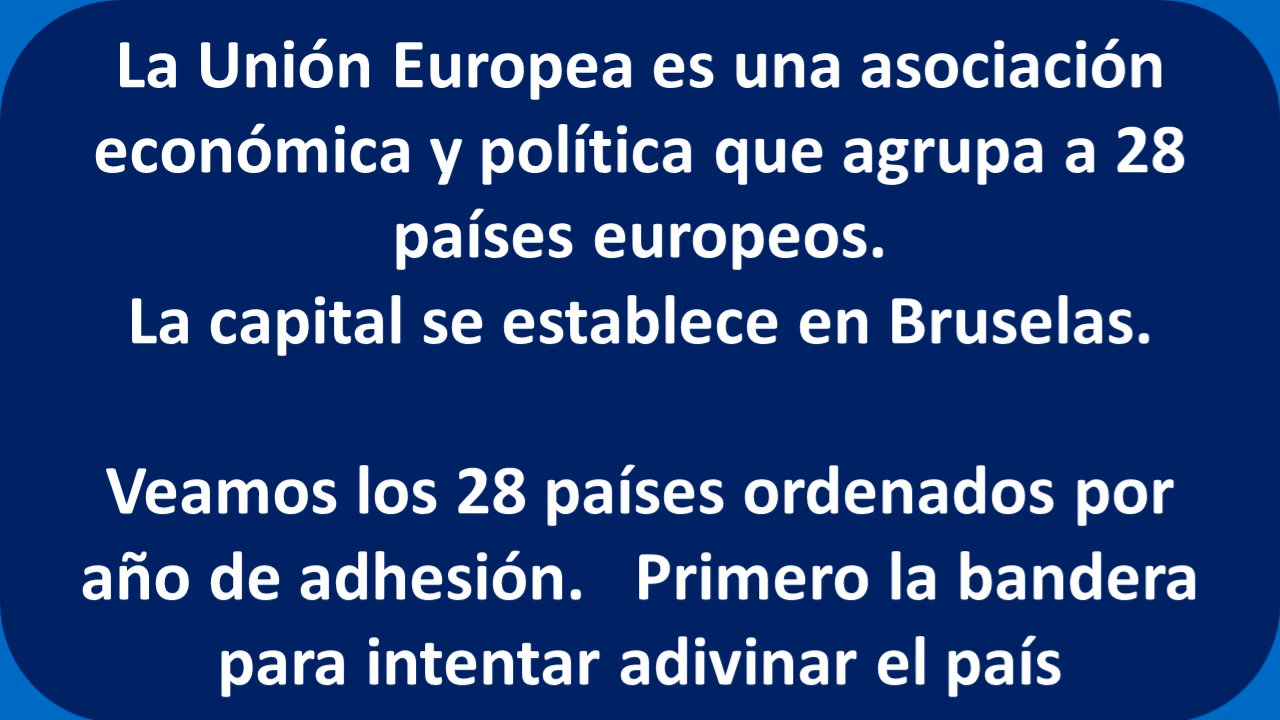 La Unión Europea es una asociación
económica y política que agrupa a 28
países europeos.
La capital se establece en Bruselas.
Veamos los 28 países ordenados por
año de adhesión.   Primero la bandera
para intentar adivinar el país